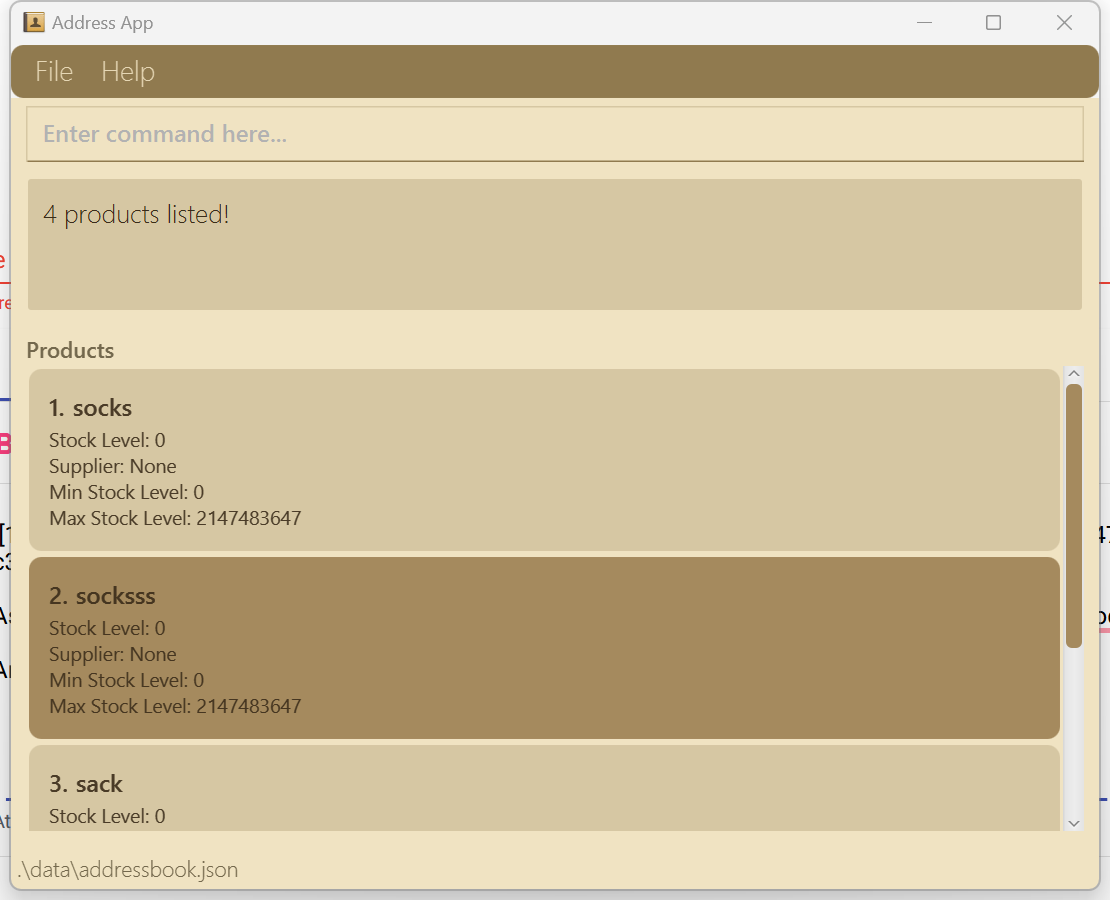 Address App
File Help
Enter command here...
4 products listed!
Products
1. socks
Stock Level: 0
Supplier: None
Min Stock Level: 0
Max Stock Level: 2147483647
2. socksss
Stock Level: 0
Supplier: None
Min Stock Level: 0
Max Stock Level: 2147483647
3. sack
Stock Level: 0
.\data\addressbook.json